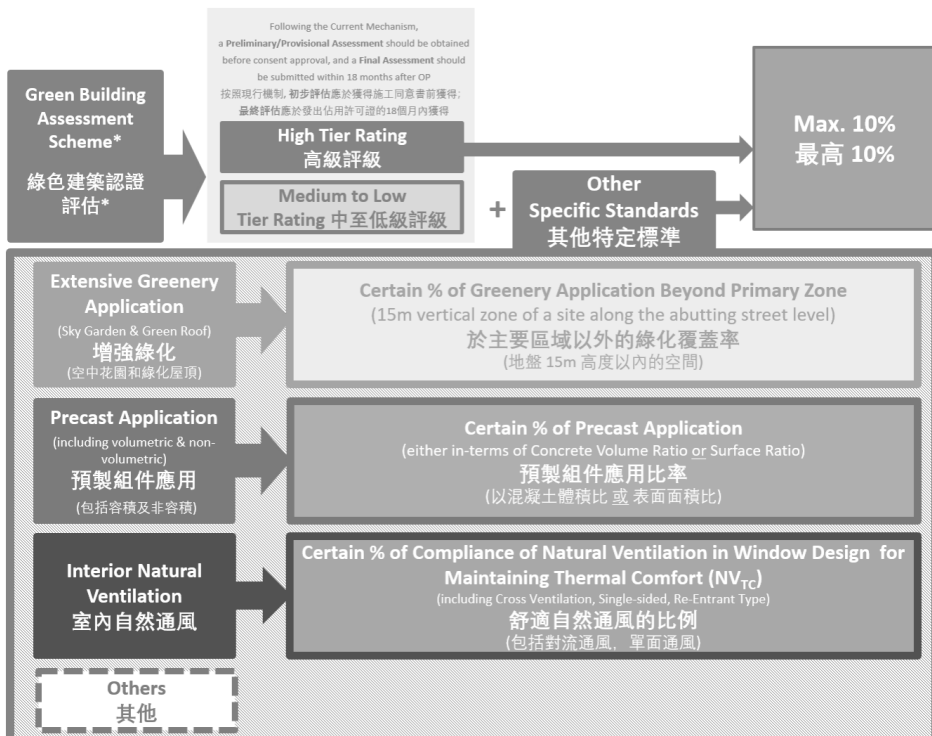 Following the Current Mechanism,
a Preliminary/Provisional Assessment should be obtained
before consent approval, and a Final Assessment should
be submitted within 18 months after OP
按照現行機制, 初步評估應於獲得施工同意書前獲得;
最終評估應於發出佔用許可證的18個月內獲得
Green Building
Assessment
Scheme*
綠色建築認證
評估*
High Tier Rating
高級評級
Medium to Low
Tier Rating 中至低級評級
+
Other
Specific Standards
其他特定標準
Max. 10%
最高 10%
Extensive Greenery
Application
(Sky Garden & Green Roof)
增強綠化
(空中花園和綠化屋頂)
Certain % of Greenery Application Beyond Primary Zone
(15m vertical zone of a site along the abutting street level)
於主要區域以外的綠化覆蓋率
(地盤 15m 高度以內的空間)
Precast Application
(including volumetric & non-
volumetric)
預製組件應用
(包括容積及非容積)
Certain % of Precast Application
(either in-terms of Concrete Volume Ratio or Surface Ratio)
預製組件應用比率
(以混凝土體積比 或 表面面積比)
Interior Natural
Ventilation
室內自然通風
Certain % of Compliance of Natural Ventilation in Window Design for
Maintaining Thermal Comfort (NVTC)
(including Cross Ventilation, Single-sided, Re-Entrant Type)
舒適自然通風的比例
(包括對流通風，單面通風)
Others
其他